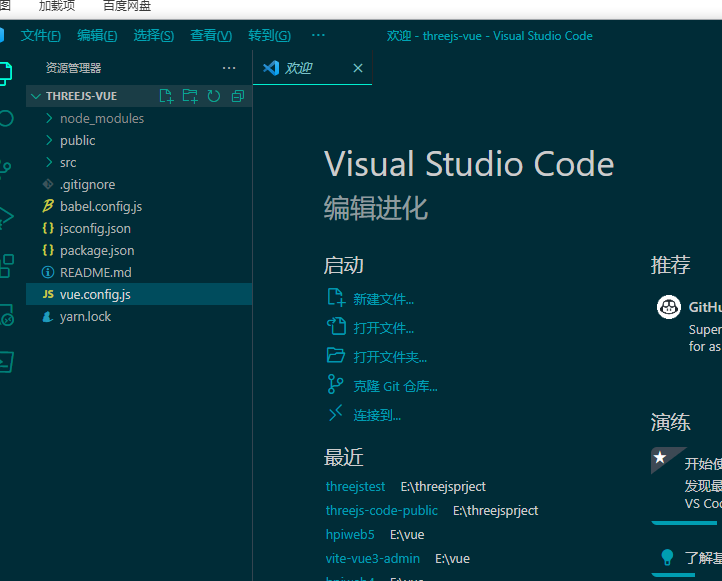 加载项 百度网盘
文件(F) 编辑(E) 选择(S) 查看(V) 转到(G) ··· 欢迎 - threejs-vue - Visual Studio Code
资源管理器 ···
欢迎
THREEJS-VUE
node_modules
public
src
.gitignore
babel.config.js
jsconfig.json
package.json
README.md
JS vue.config.js
yarn.lock
Visual Studio Code
编辑进化
启动
新建文件...
打开文件...
打开文件夹...
克隆 Git 仓库...
连接到...
最近
threejstest E:\threejsprject
threejs-code-public E:\threejsprject
hpiweb5 E:\vue
vite-vue3-admin E:\vue
推荐
GitHu
Super
for as
演练
开始使
发现最
VS Coc
了解基